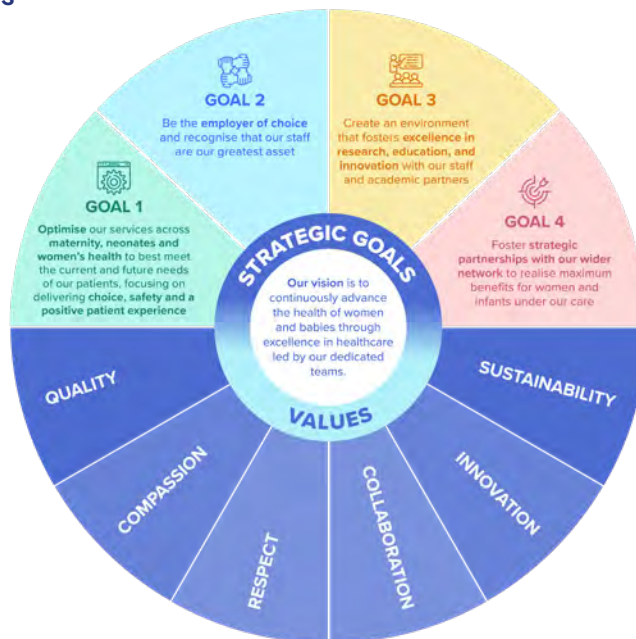 GOAL 2
Be the employer of choice
and recognise that our staff
are our greatest asset
GOAL 3
Create an environment
that fosters excellence in
research, education, and
innovation with our staff
and academic partners
GOAL 1
Optimise our services across
maternity, neonates and
women's health to best meet
the current and future needs
of our patients, focusing on
delivering choice, safety and a
positive patient experience
GOAL 4
Foster strategic
partnerships with our wider
network to realise maximum
benefits for women and
infants under our care
STRATEGIC GOALS
Our vision is to
continuously advance
the health of women
and babies through
excellence in healthcare
led by our dedicated
teams.
VALUES
QUALITY
COMPASSION
RESPECT
COLLABORATION
INNOVATION
SUSTAINABILITY